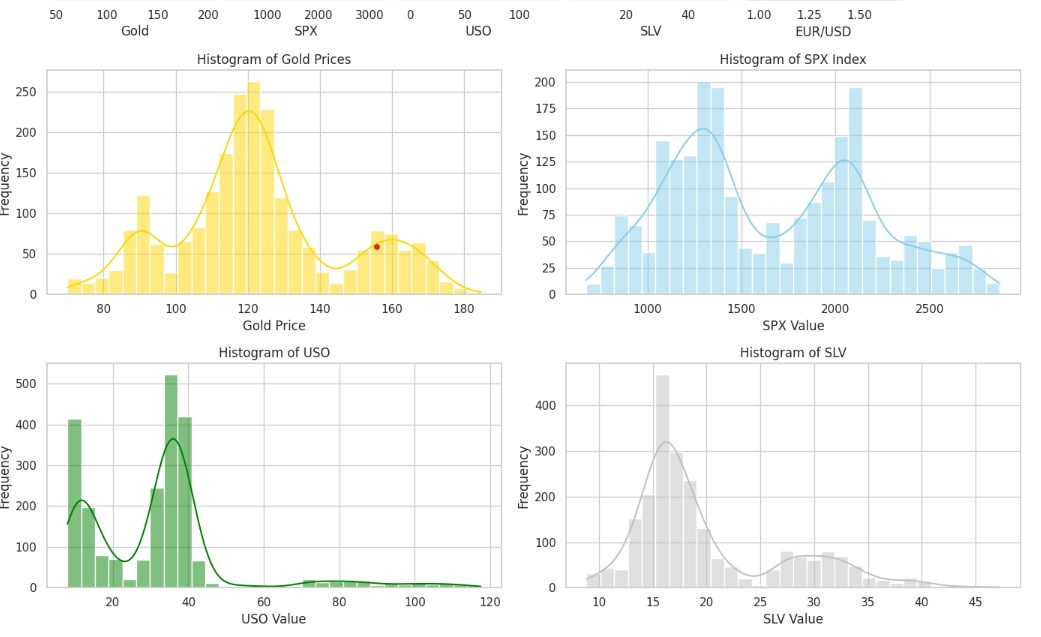 50 100 150 200 1000 2000 3000 0 50 100 20 40 1.00 1.25 1.50
Gold SPX USO SLV EUR/USD
Histogram of Gold Prices
250
200
150
100
50
0
Frequency
80 100 120 140 160 180
Gold Price
Histogram of SPX Index
200
175
150
125
100
75
50
25
0
Frequency
1000 1500 2000 2500
SPX Value
Histogram of USO
500
400
300
200
100
0
Frequency
20 40 60 80 100 120
USO Value
Histogram of SLV
400
300
200
100
0
Frequency
10 15 20 25 30 35 40 45
SLV Value